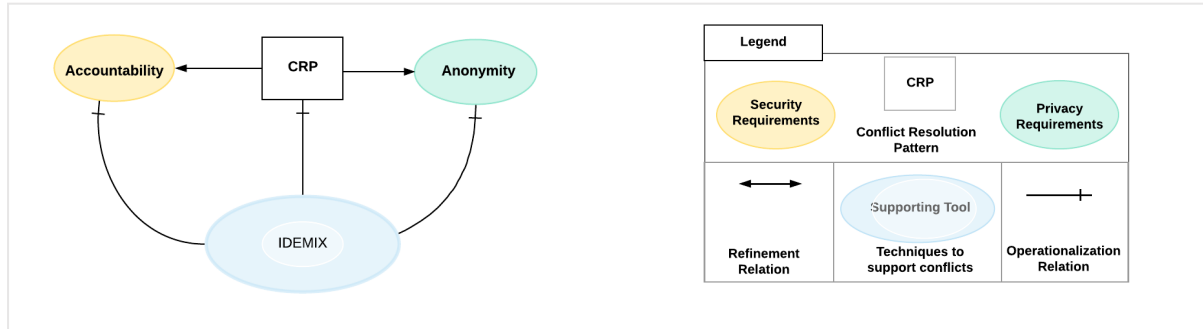 Accountability
CRP
Anonymity
IDEMIX
Legend
Security
Requirements
CRP
Conflict Resolution
Pattern
Privacy
Requirements
Refinement
Relation
Supporting Tool
Techniques to
support conflicts
Operationalization
Relation